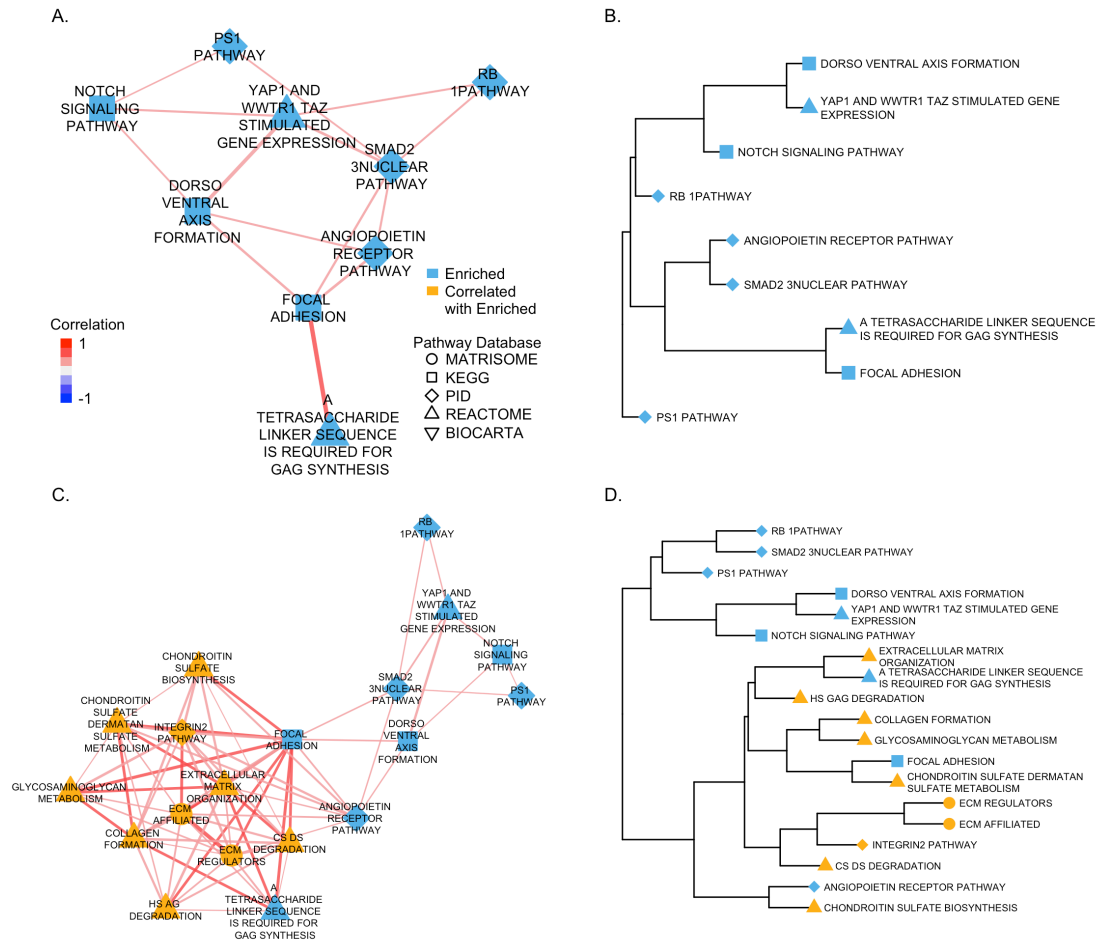 A.
PS1
PATHWAY
RB
1PATHWAY
NOTCH
SIGNALING
PATHWAY
YAP1 AND
WWTR1 TAZ
STIMULATED
GENE EXPRESSION
SMAD2
3NUCLEAR
PATHWAY
DORSO
VENTRAL
AXIS
FORMATION
ANGIOPOIETIN
RECEPTOR
PATHWAY
FOCAL
ADHESION
A
TETRASACCHARIDE
LINKER SEQUENCE
IS REQUIRED FOR
GAG SYNTHESIS
Correlation
1
-1
Enriched
Correlated
with Enriched
Pathway Database
MATRISOME
KEGG
PID
REACTOME
BIOCARTA
B.
DORSO VENTRAL AXIS FORMATION
YAP1 AND WWTR1 TAZ STIMULATED GENE
EXPRESSION
NOTCH SIGNALING PATHWAY
RB 1PATHWAY
ANGIOPOIETIN RECEPTOR PATHWAY
SMAD2 3NUCLEAR PATHWAY
A TETRASACCHARIDE LINKER SEQUENCE
IS REQUIRED FOR GAG SYNTHESIS
FOCAL ADHESION
PS1 PATHWAY
C.
RB
1PATHWAY
YAP1 AND
WWTR1 TAZ
STIMULATED
GENE EXPRESSION
NOTCH
SIGNALING
PATHWAY
PS1
PATHWAY
SMAD2
3NUCLEAR
PATHWAY
DORSO
VENTRAL
AXIS
FORMATION
CHONDROITIN
SULFATE
BIOSYNTHESIS
CHONDROITIN
SULFATE
DERMATAN
SULFATE
METABOLISM
INTEGRIN2
PATHWAY
FOCAL
ADHESION
GLYCOSAMINOGLYCAN
METABOLISM
EXTRACELLULAR
MATRIX
ORGANIZATION
ECM
AFFILIATED
ANGIOPOIETIN
RECEPTOR
PATHWAY
COLLAGEN
FORMATION
CS DS
DEGRADATION
ECM
REGULATORS
HS AG
DEGRADATION
A
TETRASACCHARIDE
LINKER SEQUENCE
IS REQUIRED FOR
GAG SYNTHESIS
D.
RB 1PATHWAY
SMAD2 3NUCLEAR PATHWAY
PS1 PATHWAY
DORSO VENTRAL AXIS FORMATION
YAP1 AND WWTR1 TAZ STIMULATED GENE
EXPRESSION
NOTCH SIGNALING PATHWAY
EXTRACELLULAR MATRIX
ORGANIZATION
A TETRASACCHARIDE LINKER SEQUENCE
IS REQUIRED FOR GAG SYNTHESIS
HS GAG DEGRADATION
COLLAGEN FORMATION
GLYCOSAMINOGLYCAN METABOLISM
FOCAL ADHESION
CHONDROITIN SULFATE DERMATAN
SULFATE METABOLISM
ECM REGULATORS
ECM AFFILIATED
INTEGRIN2 PATHWAY
CS DS DEGRADATION
ANGIOPOIETIN RECEPTOR PATHWAY
CHONDROITIN SULFATE BIOSYNTHESIS